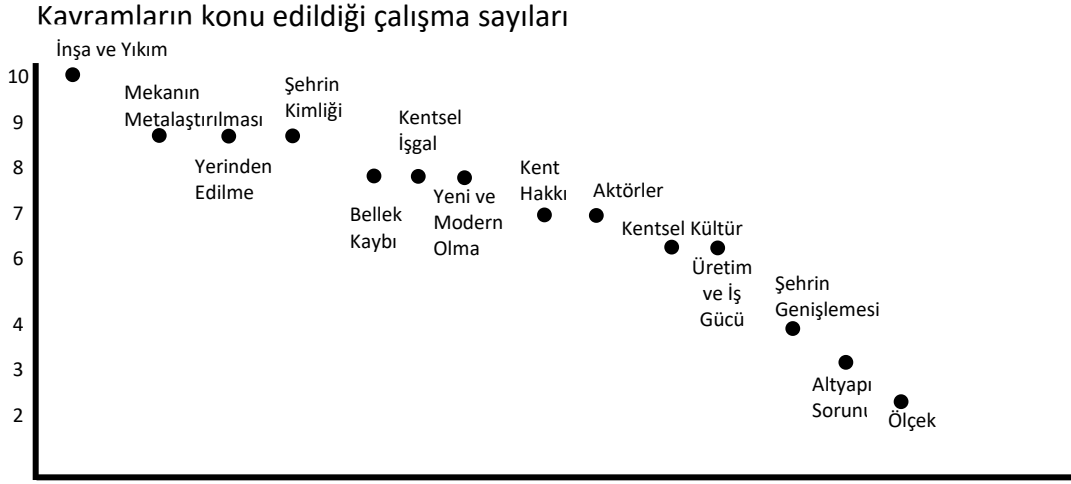 Kavramların konu edildiği çalışma sayıları
İnşa ve Yıkım
10
Mekanın
Metalaştırılması
Şehrin
Kimliği
9
Kentsel
İşgal
Yerinden
Edilme
8
Kent
Hakkı
Aktörler
Yeni ve
Modern
Olma
Bellek
Kaybı
7
Kentsel Kültür
6
Üretim
ve İş
Gücü
Şehrin
Genişlemesi
4
3
Altyapı
Sorunu
2
Ölçek